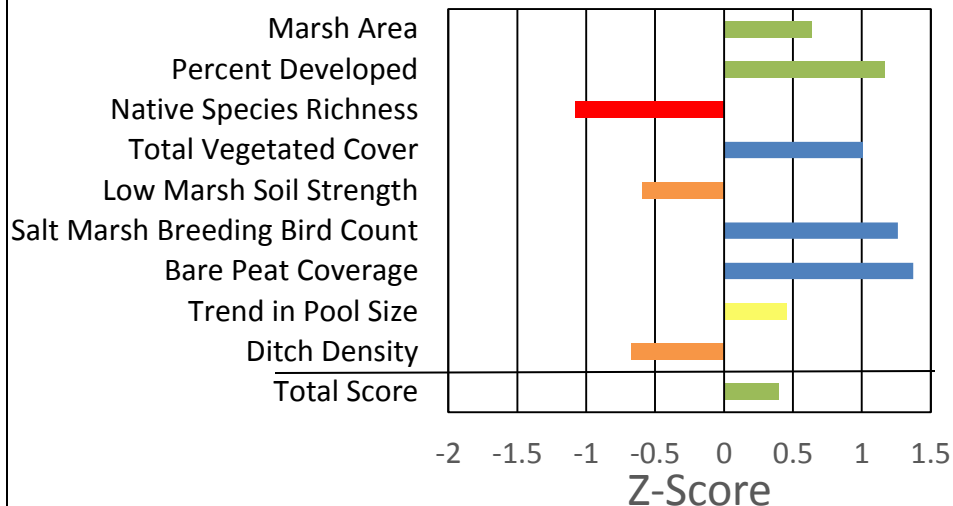 Marsh Area
Percent Developed
Native Species Richness
Total Vegetated Cover
Low Marsh Soil Strength
Salt Marsh Breeding Bird Count
Bare Peat Coverage
Trend in Pool Size
Ditch Density
Total Score
-2 -1.5 -1 -0.5 0 0.5 1 1.5
Z-Score